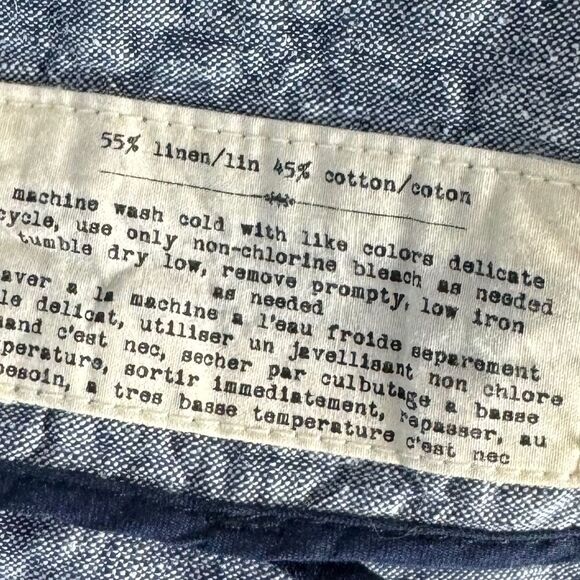 55% linen/lin 45% cotton/coton
machine wash cold with like colors delicate
cycle, use only non-chlorine bleach as needed
tumble dry low, remove prompty, low iron
as needed
aver a la machine a l'eau froide separement
le delicat, utiliser un javellisant non chlore
and c'est nec, secher par culbutage a basse
perature, sortir immediatement, repasser, au
besoin, a tres basse temperature c'est nec